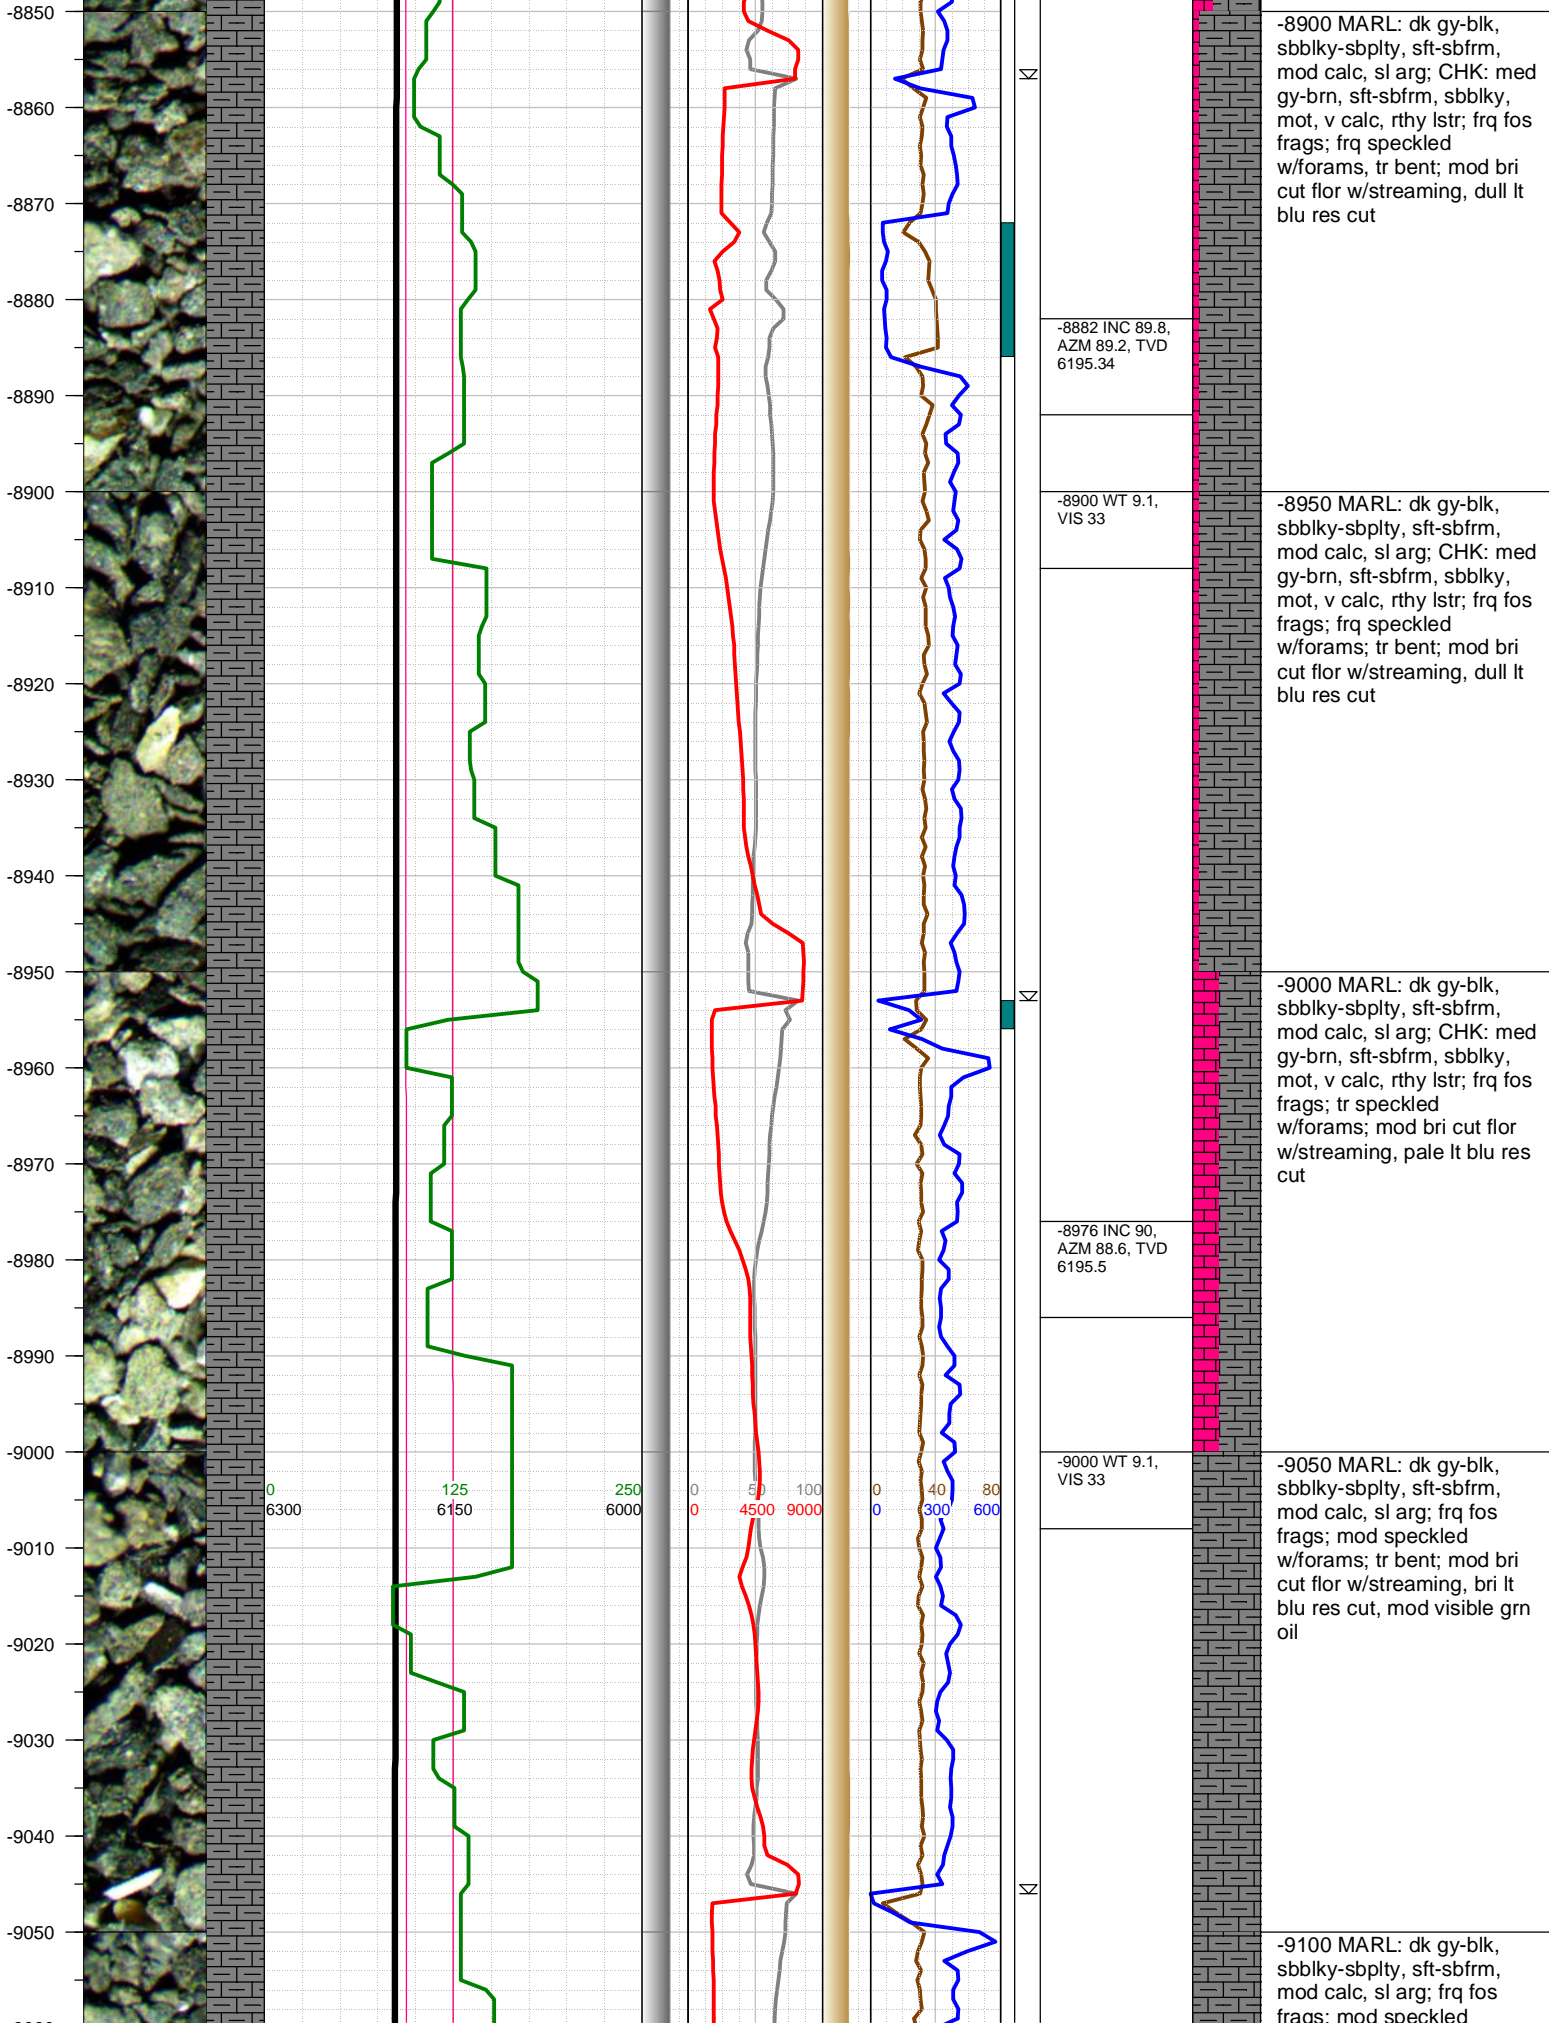 -8850
-8860
-8870
-8880
-8890
-8900
-8910
-8920
-8930
-8940
-8950
-8960
-8970
-8980
-8990
-9000
-9010
-9020
-9030
-9040
-9050
0 125 250
6300 6150 6000
0 50 100
0 4500 9000
0 40 80
0 300 600
-8882 INC 89.8,
AZM 89.2, TVD
6195.34
-8900 WT 9.1,
VIS 33
-8976 INC 90,
AZM 88.6, TVD
6195.5
-9000 WT 9.1,
VIS 33
-8900 MARL: dk gy-blk,
sbblky-sbplty, sft-sbfrm,
mod calc, sl arg; CHK: med
gy-brn, sft-sbfrm, sbblky,
mot, v calc, rthy lstr; frq fos
frags; frq speckled
w/forams, tr bent; mod bri
cut flor w/streaming, dull lt
blu res cut
-8950 MARL: dk gy-blk,
sbblky-sbplty, sft-sbfrm,
mod calc, sl arg; CHK: med
gy-brn, sft-sbfrm, sbblky,
mot, v calc, rthy lstr; frq fos
frags; frq speckled
w/forams; tr bent; mod bri
cut flor w/streaming, dull lt
blu res cut
-9000 MARL: dk gy-blk,
sbblky-sbplty, sft-sbfrm,
mod calc, sl arg; CHK: med
gy-brn, sft-sbfrm, sbblky,
mot, v calc, rthy lstr; frq fos
frags; tr speckled
w/forams; mod bri cut flor
w/streaming, pale lt blu res
cut
-9050 MARL: dk gy-blk,
sbblky-sbplty, sft-sbfrm,
mod calc, sl arg; frq fos
frags; mod speckled
w/forams; tr bent; mod bri
cut flor w/streaming, bri lt
blu res cut, mod visible grn
oil
-9100 MARL: dk gy-blk,
sbblky-sbplty, sft-sbfrm,
mod calc, sl arg; frq fos
frags; mod speckled